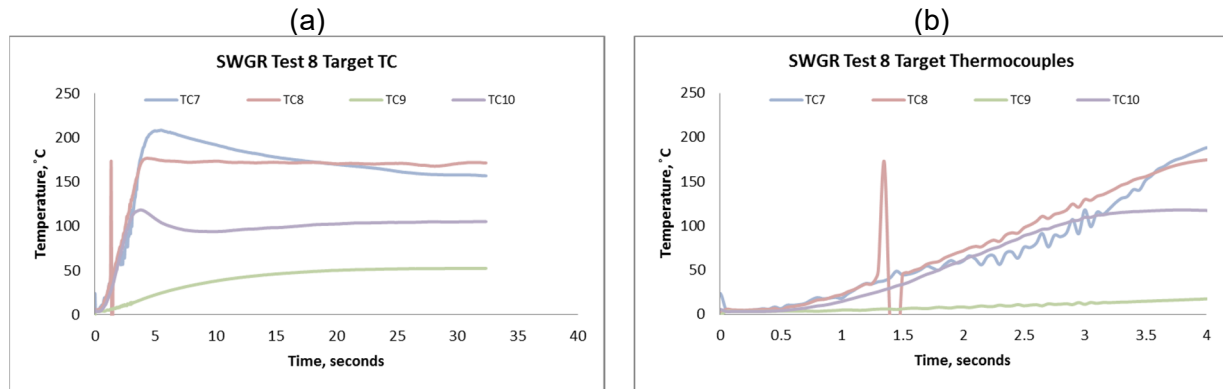 (a)
SWGR Test 8 Target TC
TC7 TC8 TC9 TC10
250
200
150
100
50
0
Temperature, ˚C
0 5 10 15 20 25 30 35 40
Time, seconds
(b)
SWGR Test 8 Target Thermocouples
TC7 TC8 TC9 TC10
250
200
150
100
50
0
Temperature, ˚C
0 0.5 1 1.5 2 2.5 3 3.5 4
Time, seconds